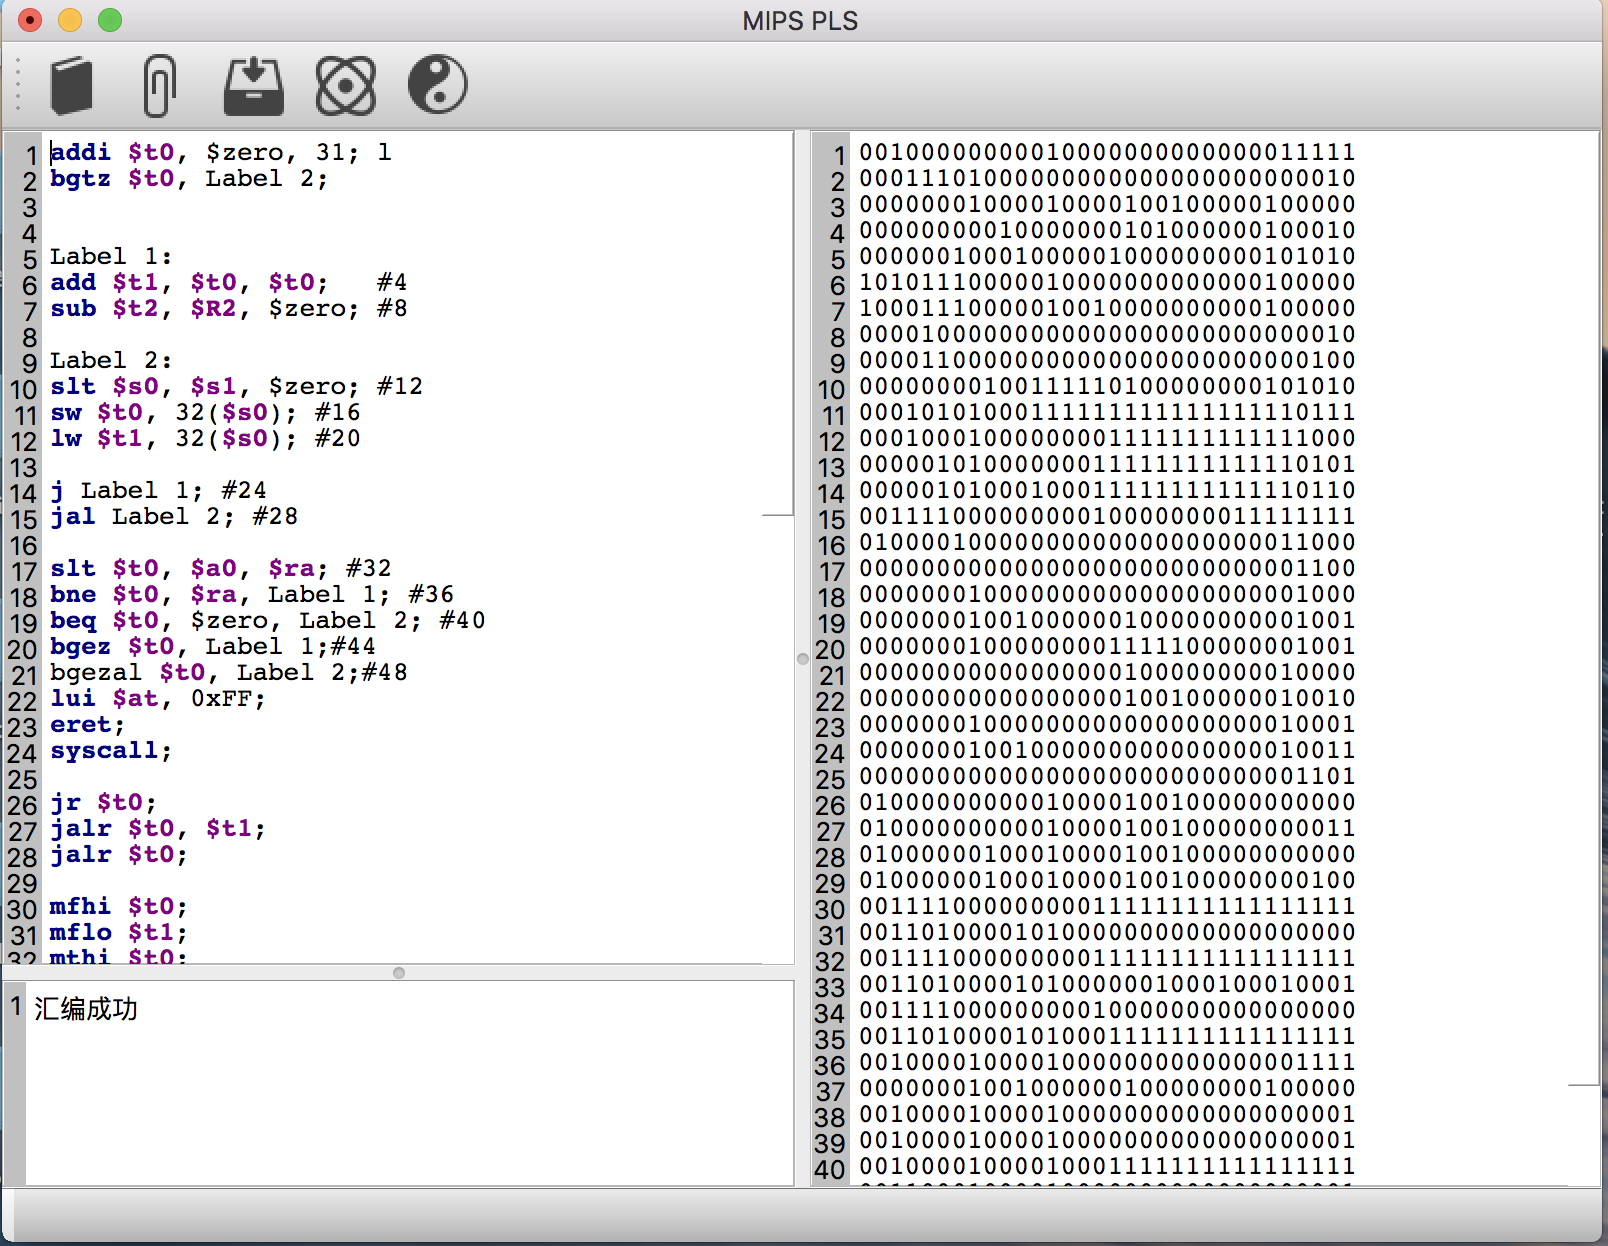 MIPS PLS
1 addi $t0, $zero, 31; l
2 bgtz $t0, Label 2;
3
4
5 Label 1:
6 add $t1, $t0, $t0; #4
7 sub $t2, $R2, $zero; #8
8
9 Label 2:
10 slt $s0, $s1, $zero; #12
11 sw $t0, 32($s0); #16
12 lw $t1, 32($s0); #20
13
14 j Label 1; #24
15 jal Label 2; #28
16
17 slt $t0, $a0, $ra; #32
18 bne $t0, $ra, Label 1; #36
19 beq $t0, $zero, Label 2; #40
20 bgez $t0, Label 1;#44
21 bgezal $t0, Label 2;#48
22 lui $at, 0xFF;
23 eret;
24 syscall;
25
26 jr $t0;
27 jalr $t0, $t1;
28 jalr $t0;
29
30 mfhi $t0;
31 mflo $t1;
32 mthi $t0;
1 汇编成功
1 00100000000010000000000000011111
2 00011101000000000000000000000010
3 00000001000010000100100000100000
4 00000000010000000101000000100010
5 00000010001000001000000000101010
6 10101110000010000000000000100000
7 10001110000010010000000000100000
8 00001000000000000000000000000010
9 00001100000000000000000000000100
10 00000000100111110100000000101010
11 00010101000111111111111111110111
12 00010001000000001111111111111000
13 00000101000000011111111111110101
14 00000101000100011111111111110110
15 00111100000000010000000011111111
16 01000010000000000000000000011000
17 00000000000000000000000000001100
18 00000001000000000000000000001000
19 00000001001000000100000000001001
20 00000001000000001111100000001001
21 00000000000000000100000000010000
22 00000000000000000100100000010010
23 00000001000000000000000000010001
24 00000001001000000000000000010011
25 00000000000000000000000000001101
26 01000000000010000100100000000000
27 01000000000010000100100000000011
28 01000000100010000100100000000000
29 01000000100010000100100000000100
30 00111100000000011111111111111111
31 00110100001010000000000000000000
32 00111100000000011111111111111111
33 00110100001010000001000100010001
34 00111100000000010000000000000000
35 00110100001010001111111111111111
36 00100001000010000000000000001111
37 00000001001000000100000000100000
38 00100001000010000000000000000001
39 00100001000010000000000000000001
40 00100001000010001111111111111111